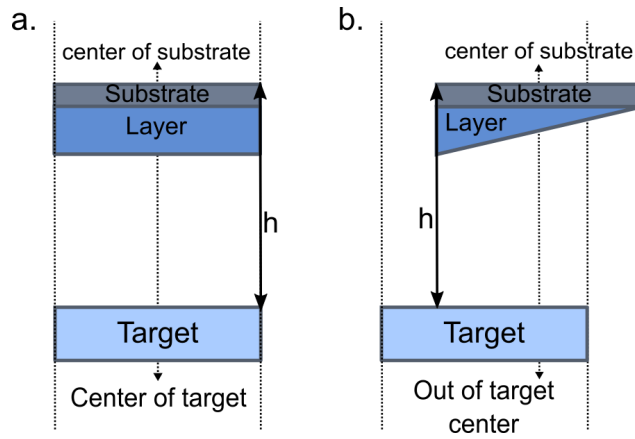 a.
center of substrate
Substrate
Layer
h
Target
Center of target
b.
center of substrate
Substrate
Layer
h
Target
Out of target
center